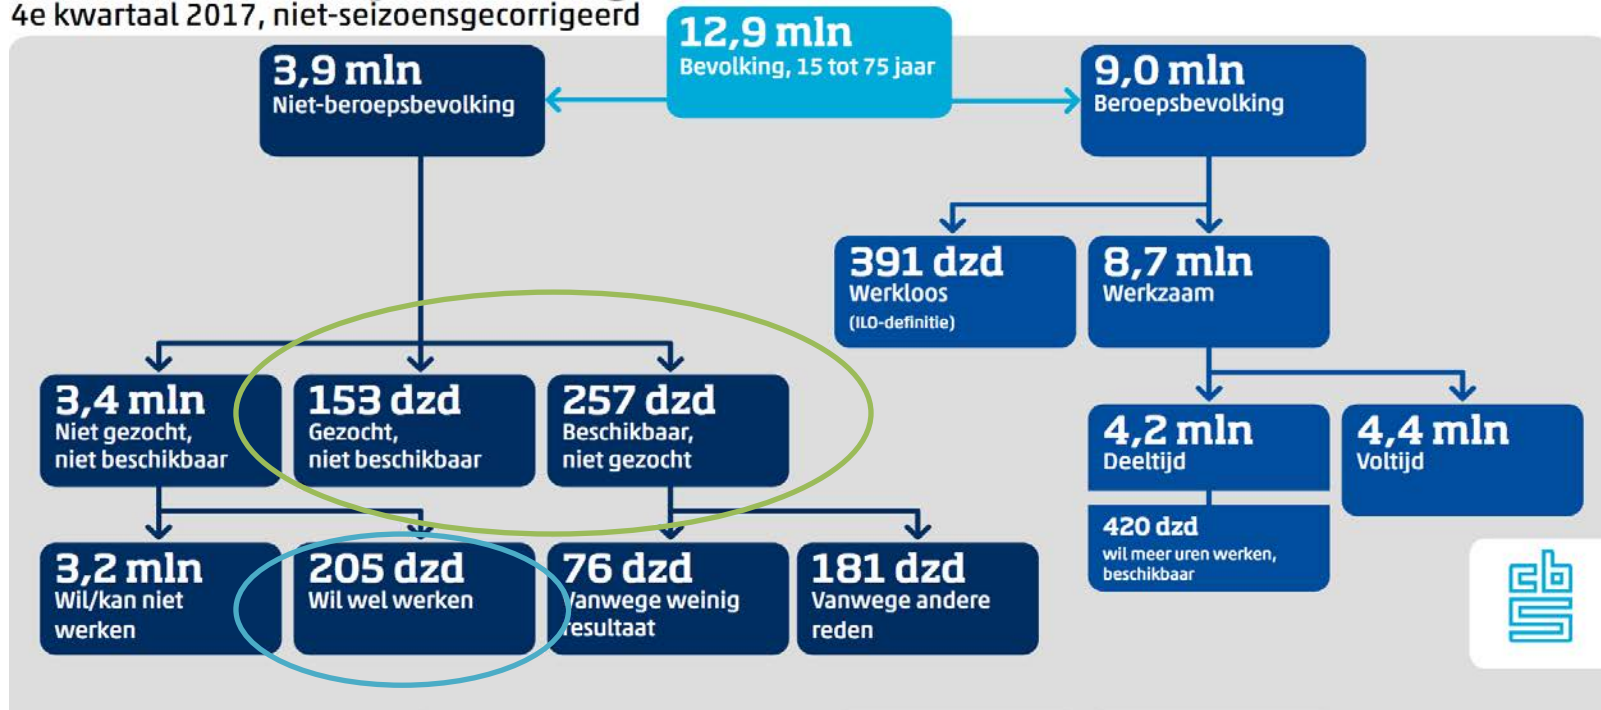 4e kwartaal 2017, niet-seizoensgecorrigeerd
12,9 mln
Bevolking, 15 tot 75 jaar
3,9 mln
Niet-beroepsbevolking
9,0 mln
Beroepsbevolking
391 dzd
Werkloos
(ILO-definitie)
8,7 mln
Werkzaam
3,4 mln
Niet gezocht,
niet beschikbaar
153 dzd
Gezocht,
niet beschikbaar
257 dzd
Beschikbaar,
niet gezocht
4,2 mln
Deeltijd
4,4 mln
Voltijd
420 dzd
wil meer uren werken,
beschikbaar
3,2 mln
Wil/kan niet
werken
205 dzd
Wil wel werken
76 dzd
Vanwege weinig
resultaat
181 dzd
Vanwege andere
reden
cbs